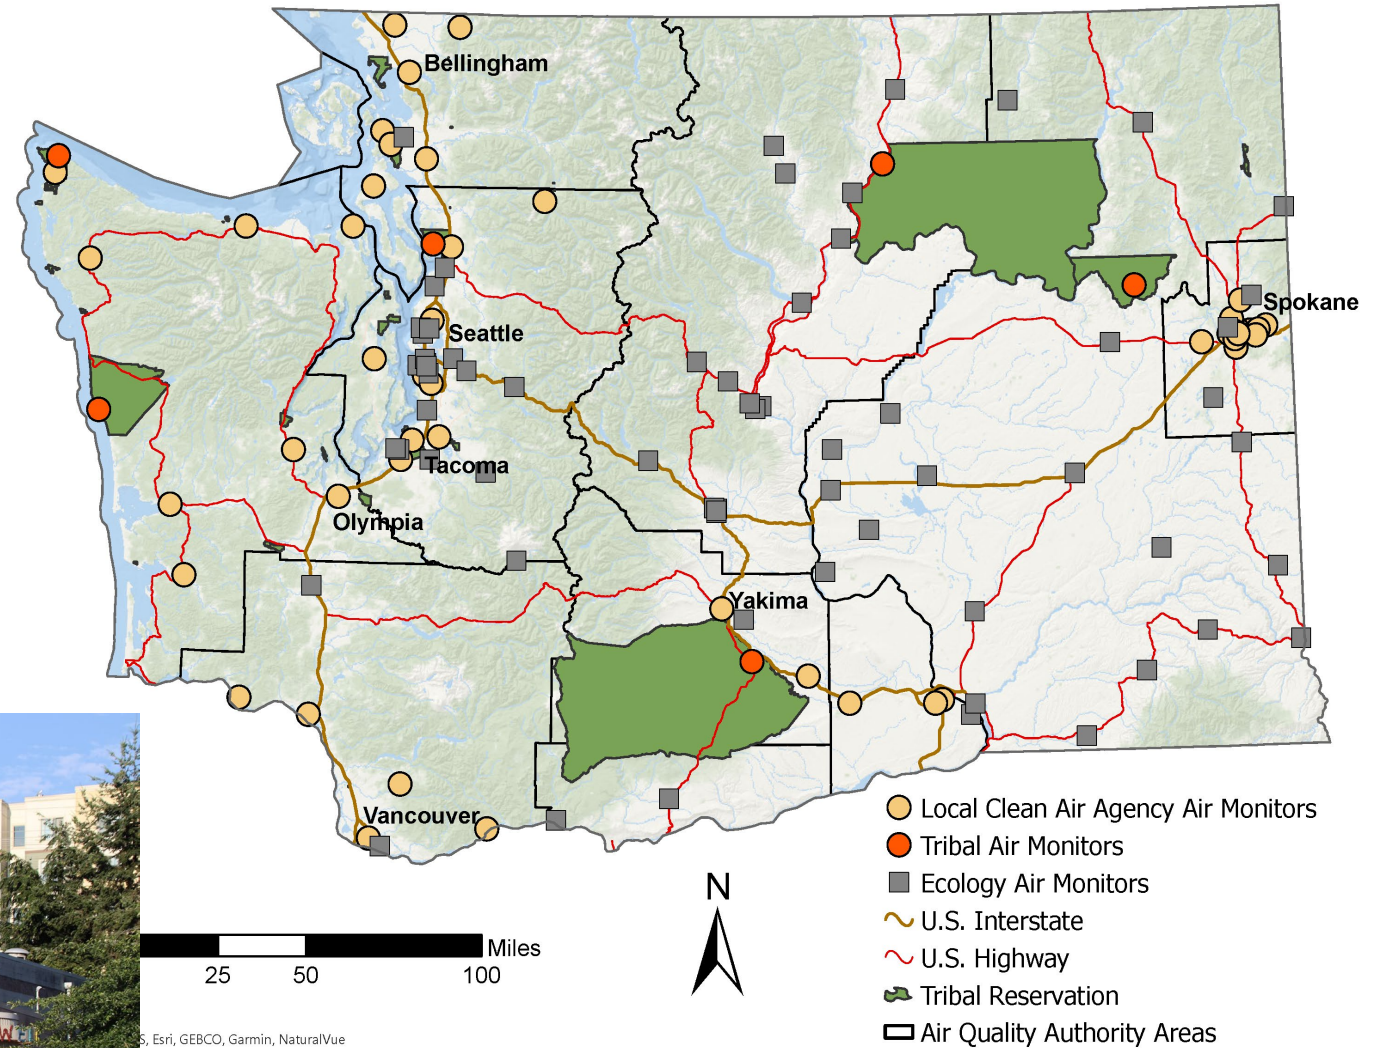 Bellingham
Spokane
Seattle
Tacoma
Olympia
Yakima
Vancouver
Local Clean Air Agency Air Monitors
Tribal Air Monitors
Ecology Air Monitors
U.S. Interstate
U.S. Highway
Tribal Reservation
Air Quality Authority Areas
N
Miles
25 50 100
S, Esri, GEBCO, Garmin, NaturalVue